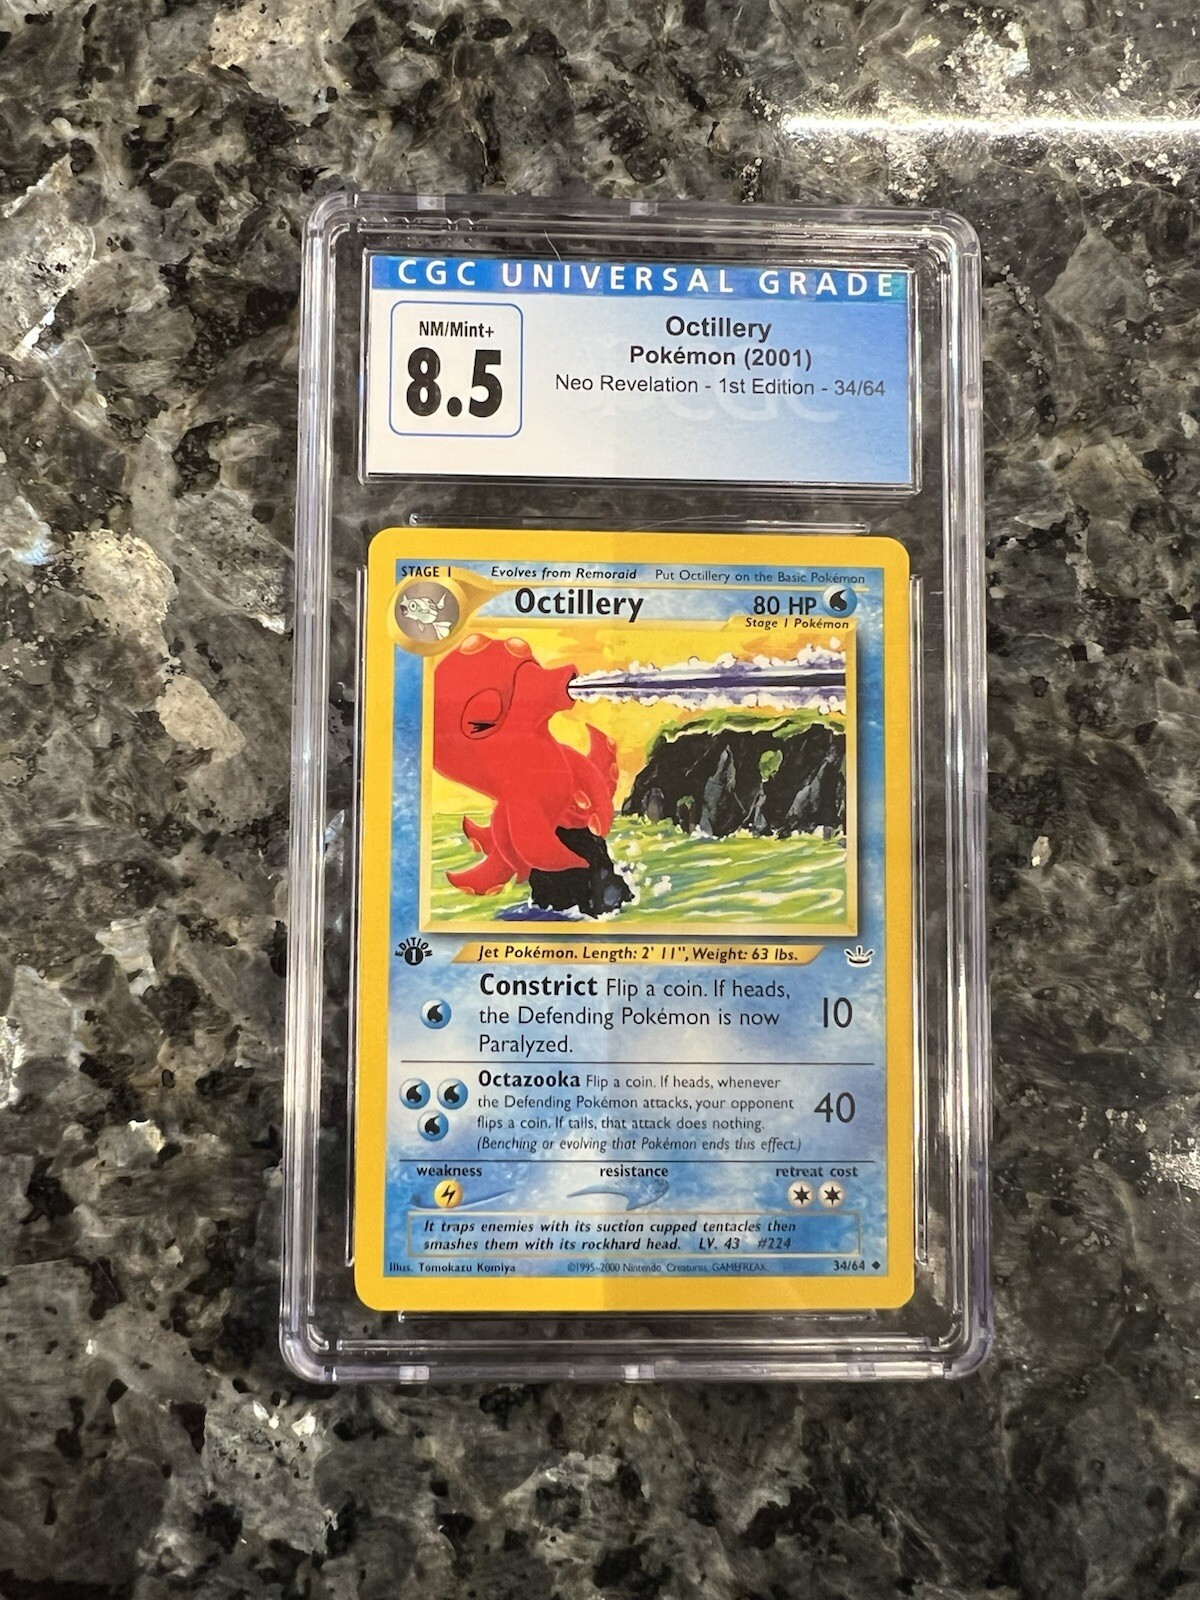 CGC UNIVERSAL GRADE
NM/Mint+
8.5
Octillery
Pokémon (2001)
Neo Revelation - 1st Edition - 34/64
CGC
STAGE 1
Evolves from Remoraid Put Octillery on the Basic Pokémon
Octillery
80 HP
Stage 1 Pokémon
EDITION
1
Jet Pokémon. Length: 2' 11", Weight: 63 lbs.
Constrict Flip a coin. If heads,
the Defending Pokémon is now
Paralyzed.
10
Octazooka Flip a coin. If heads, whenever
the Defending Pokémon attacks, your opponent
flips a coin. If tails, that attack does nothing.
(Benching or evolving that Pokémon ends this effect.)
40
weakness
resistance
retreat cost
It traps enemies with its suction cupped tentacles then
smashes them with its rockhard head. LV. 43 #224
Illus. Tomokazu Komiya
©1995-2000 Nintendo, Creatures, GAMEFREAK.
34/64